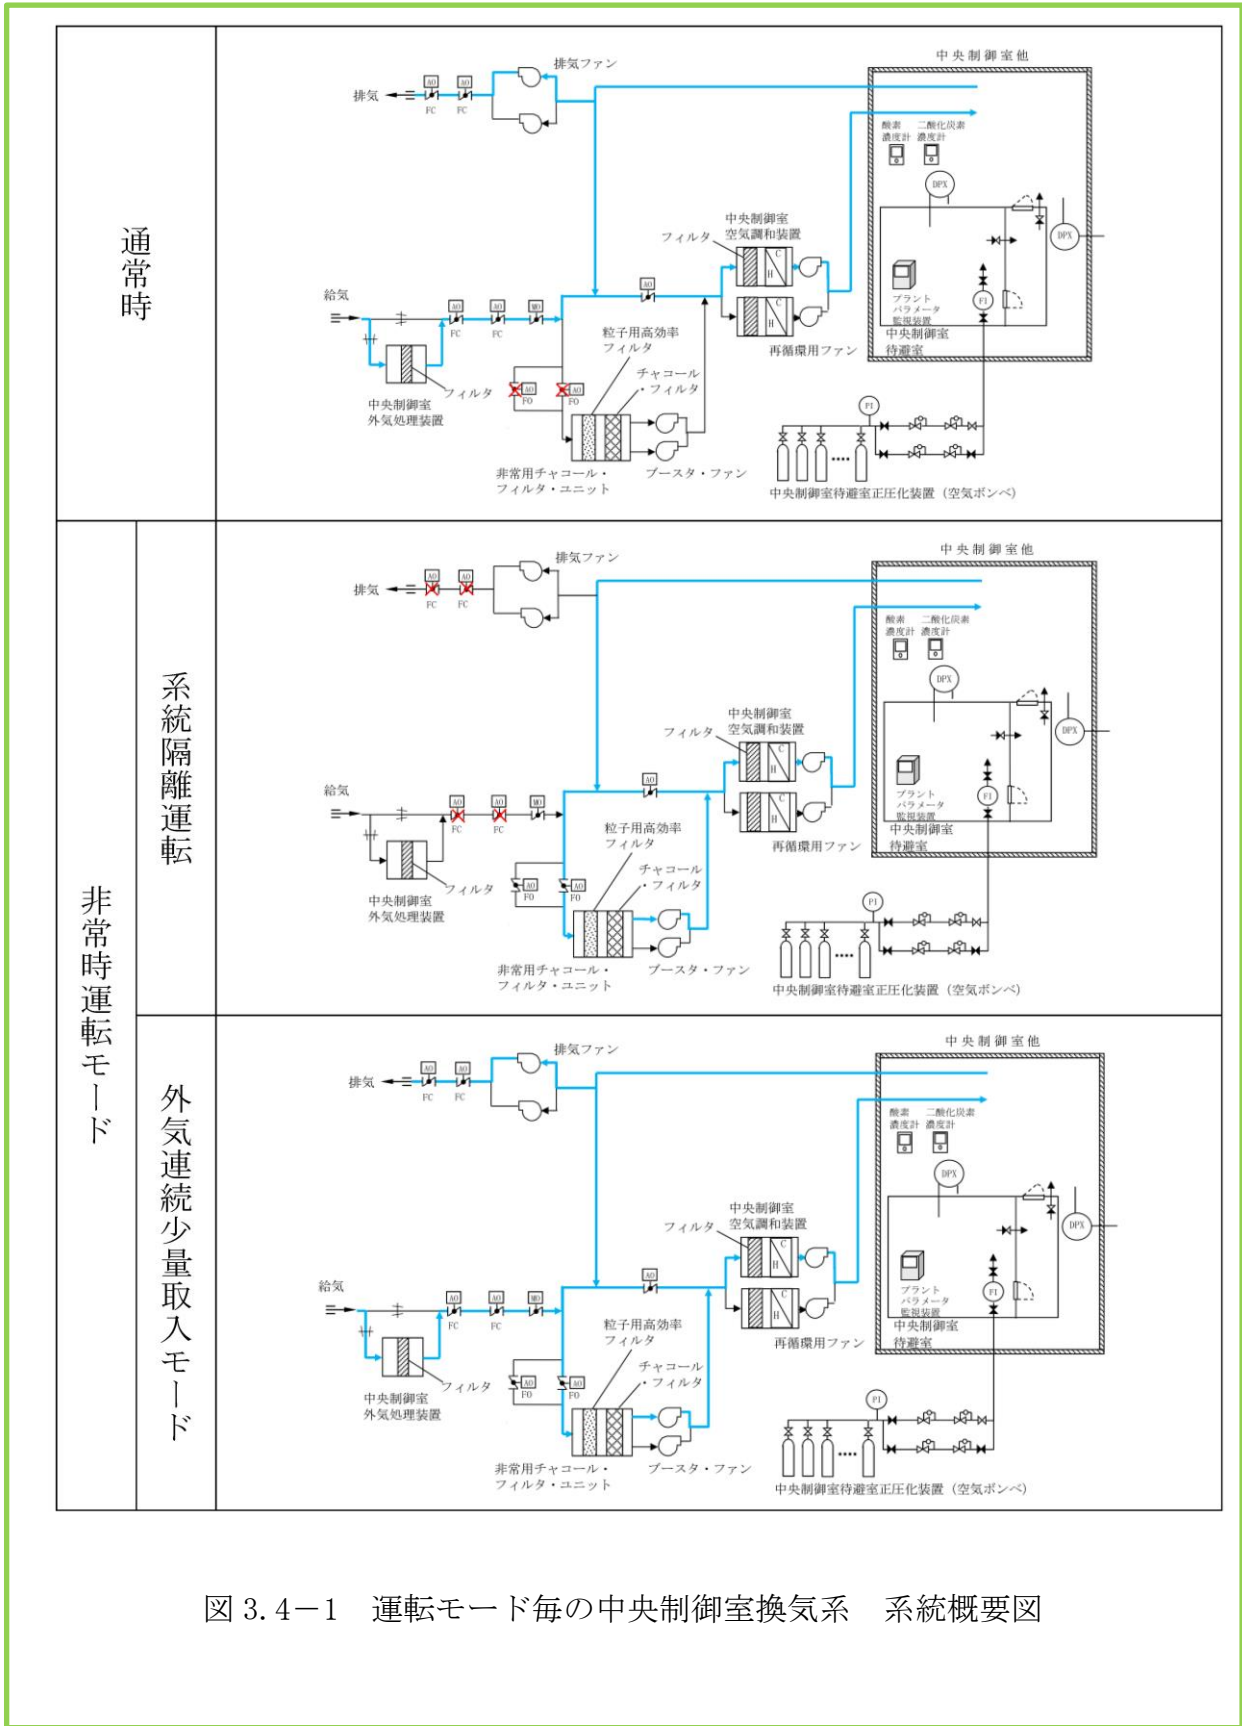 通常時
中央制御室他
排気ファン
排気
AO
AO
FC
FC
酸素
濃度計
二酸化炭素
濃度計
DPX
DPX
中央制御室
空気調和装置
フィルタ
C
H
C
H
再循環用ファン
AO
給気
AO
AO
MO
FC
FC
フィルタ
中央制御室
外気処理装置
粒子用高効率
フィルタ
チャコール
・フィルタ
AO
FO
AO
FO
非常用チャコール・
フィルタ・ユニット
ブースタ・ファン
プラント
パラメータ
監視装置
FI
中央制御室
待避室
PI
中央制御室待避室正圧化装置（空気ボンベ）
非常時運転モード
系統隔離運転
中央制御室他
排気ファン
排気
AO
AO
FC
FC
酸素
濃度計
二酸化炭素
濃度計
DPX
DPX
中央制御室
空気調和装置
フィルタ
C
H
H
再循環用ファン
AO
給気
AO
AO
MO
FC
FC
フィルタ
中央制御室
外気処理装置
粒子用高効率
フィルタ
チャコール
・フィルタ
AO
FO
AO
FO
非常用チャコール・
フィルタ・ユニット
ブースタ・ファン
プラント
パラメータ
監視装置
FI
中央制御室
待避室
PI
中央制御室待避室正圧化装置（空気ボンベ）
外気連続少量取入モード
中央制御室他
排気ファン
排気
AO
AO
FC
FC
酸素
濃度計
二酸化炭素
濃度計
DPX
DPX
中央制御室
空気調和装置
フィルタ
C
H
C
H
再循環用ファン
AO
給気
AO
AO
MO
FC
FC
フィルタ
中央制御室
外気処理装置
粒子用高効率
フィルタ
チャコール
・フィルタ
AO
FO
AO
FO
非常用チャコール・
フィルタ・ユニット
ブースタ・ファン
プラント
パラメータ
監視装置
FI
中央制御室
待避室
PI
中央制御室待避室正圧化装置（空気ボンベ）
図 3.4－1　運転モード毎の中央制御室換気系　系統概要図